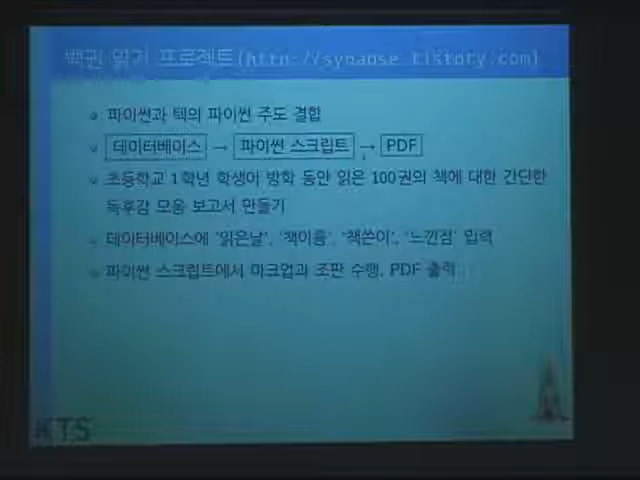 백권 읽기 프로젝트(http://synapse.tistory.com)
파이썬과 텍의 파이썬 주도 결합
데이터베이스 → 파이썬 스크립트 → PDF
초등학교 1학년 학생이 방학 동안 읽은 100권의 책에 대한 간단한
독후감 모음 보고서 만들기
데이터베이스에 '읽은날', '책이름', '책쓴이', '느낀점' 입력
파이썬 스크립트에서 마크업과 조판 수행, PDF 출력...
KTS